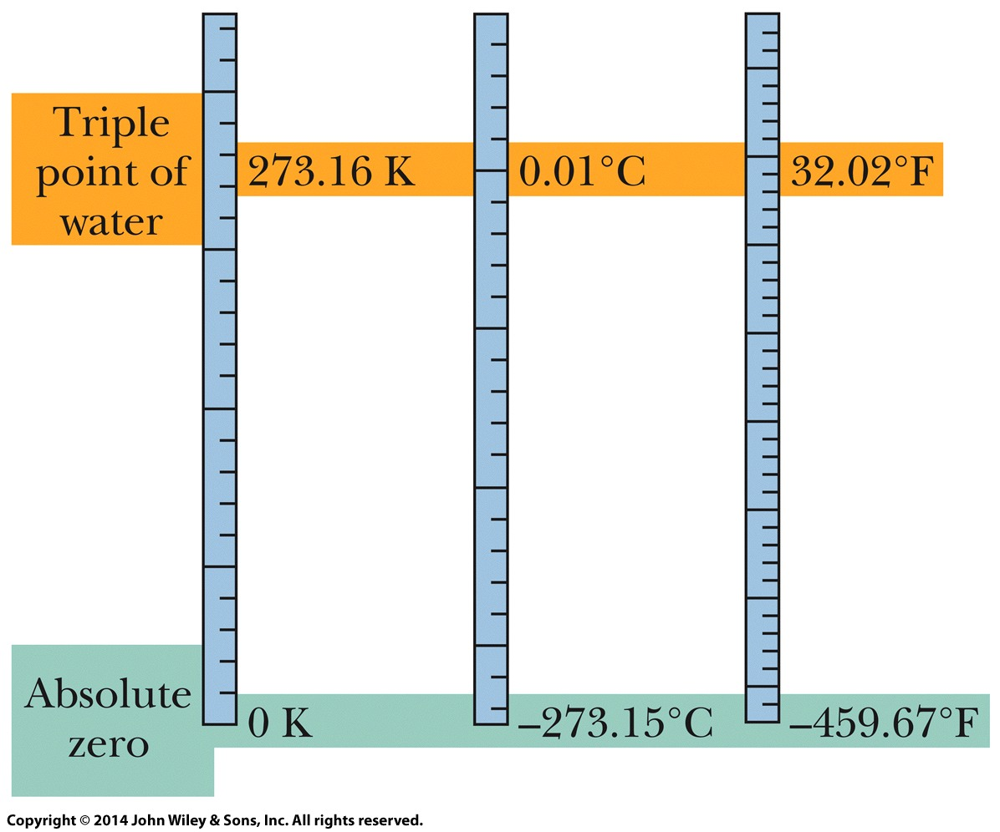 Triple
point of
water
273.16 K
0.01°C
32.02°F
Absolute
zero
0 K
–273.15°C
–459.67°F
Copyright © 2014 John Wiley & Sons, Inc. All rights reserved.